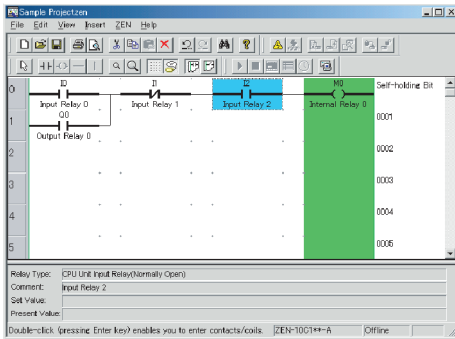 Sample Projectzen
File Edit View Insert ZEN Help
0 I0 I1 I2 M0 Self-holding Bit
Input Relay 0 Input Relay 1 Input Relay 2 Internal Relay 0
1 Q0 0001
Output Relay 0
2 0002
3 0003
4 0004
5 0005
Relay Type: CPU Unit Input Relay(Normally Open)
Comment: Input Relay 2
Set Value:
Present Value:
Double-click (pressing Enter key) enables you to enter contacts/coils. ZEN-10C1**-A Offline